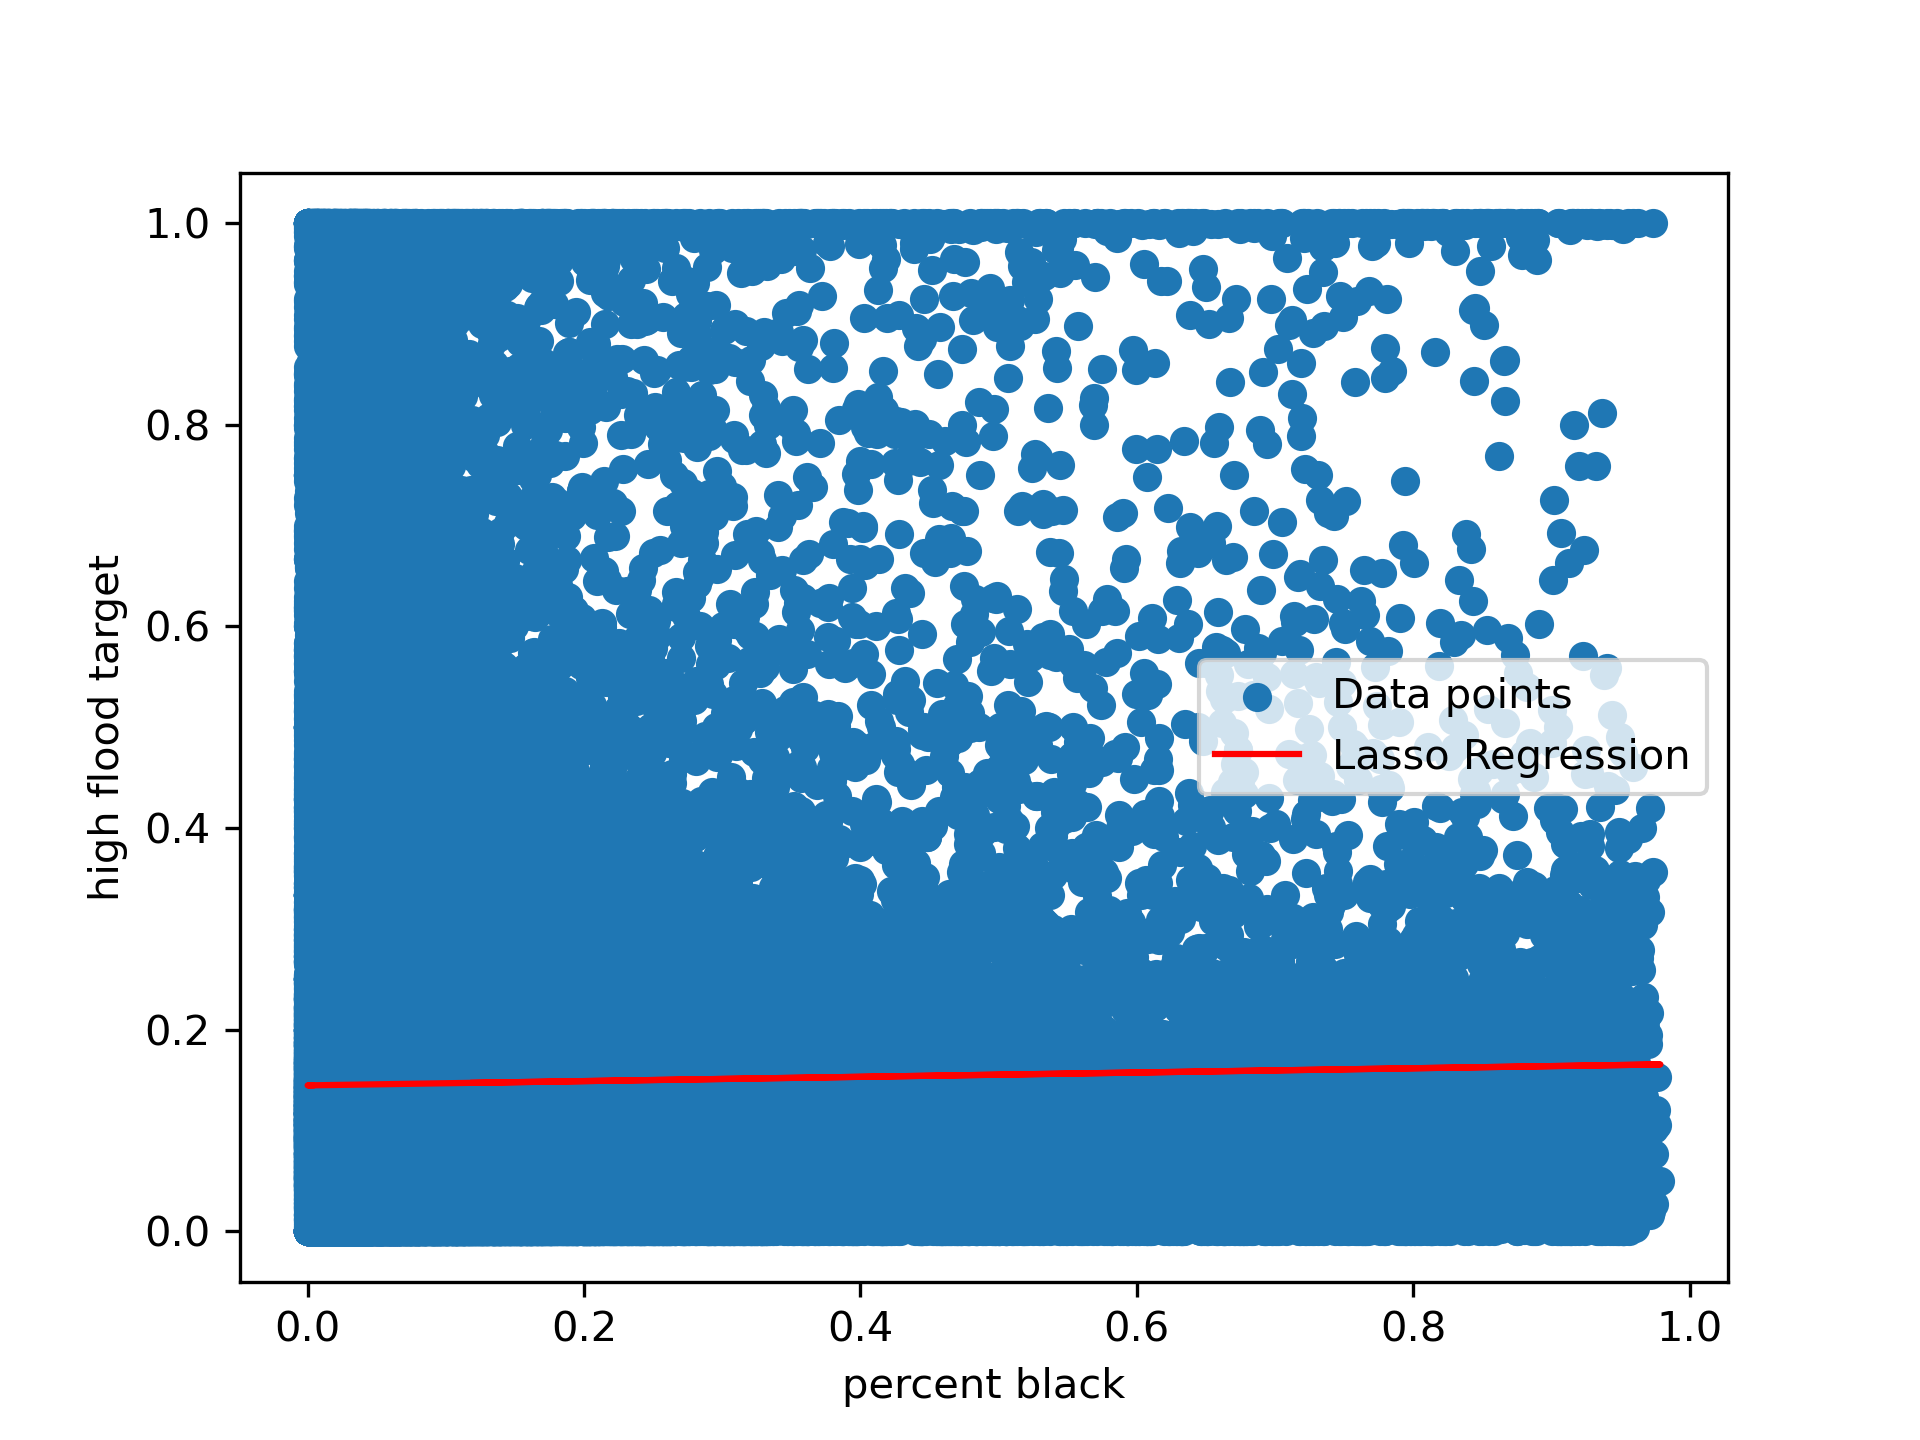 1.0
0.8
0.6
0.4
0.2
0.0
high flood target
Data points
Lasso Regression
0.0 0.2 0.4 0.6 0.8 1.0
percent black